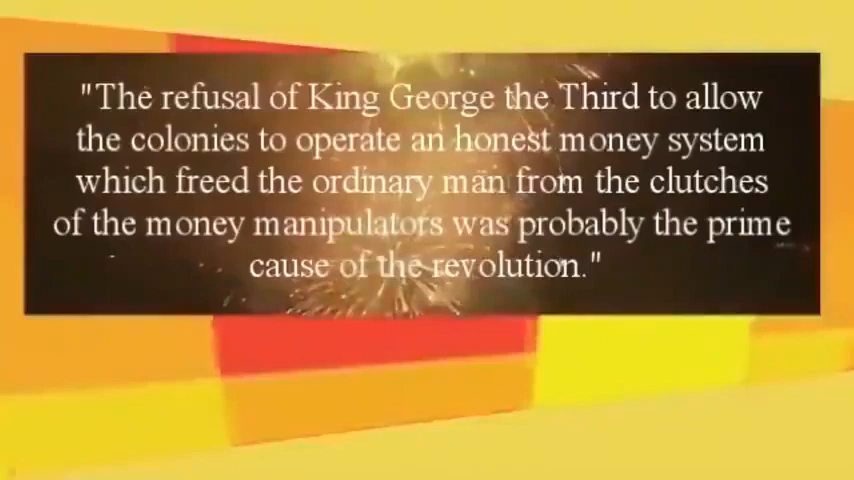 "The refusal of King George the Third to allow
the colonies to operate an honest money system
which freed the ordinary man from the clutches
of the money manipulators was probably the prime
cause of the revolution."